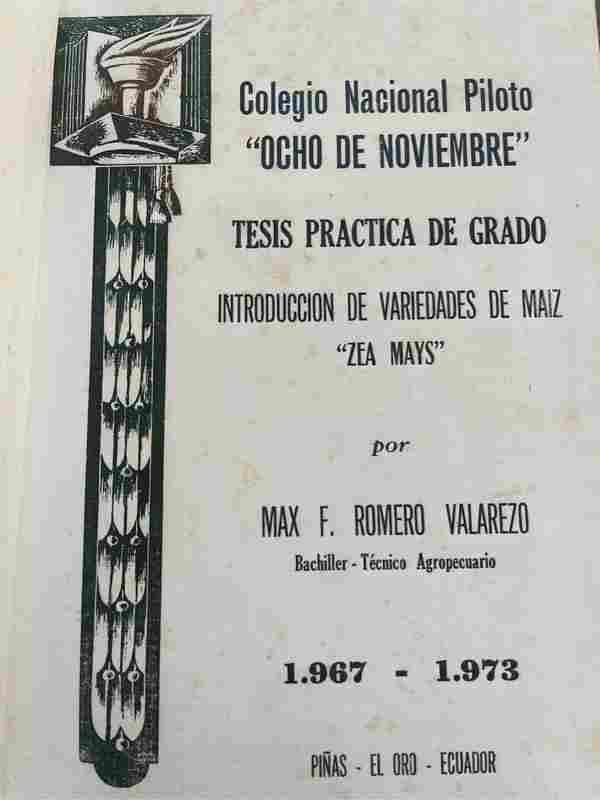 Colegio Nacional Piloto
“OCHO DE NOVIEMBRE”
TESIS PRACTICA DE GRADO
INTRODUCCION DE VARIEDADES DE MAIZ
“ZEA MAYS”
por
MAX F. ROMERO VALAREZO
Bachiller - Técnico Agropecuario
1.967 - 1.973
PIÑAS - EL ORO - ECUADOR